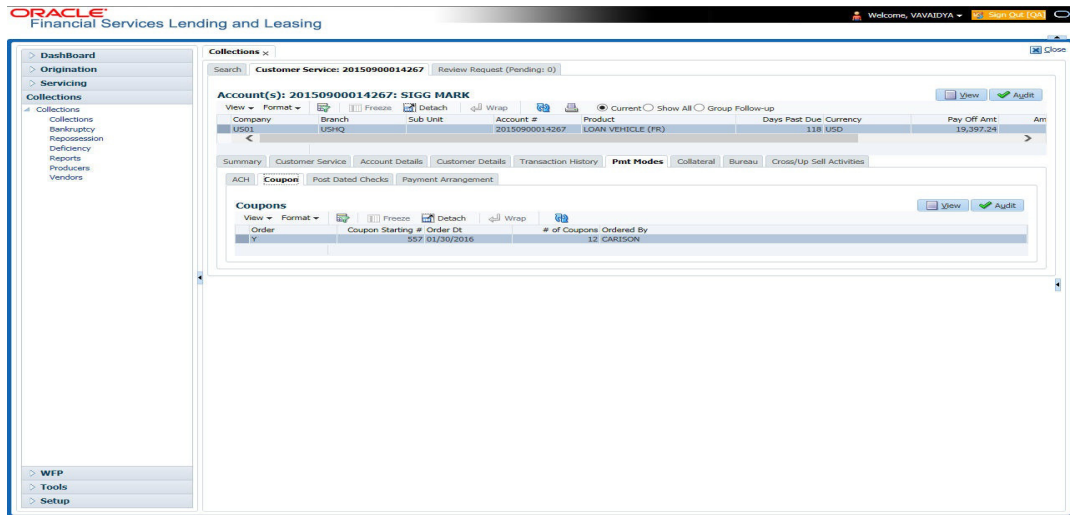 ORACLE
Financial Services Lending and Leasing
Welcome, VAVAIDYA
Sign Out [QA]
DashBoard
Origination
Servicing
Collections
Collections
Collections
Bankruptcy
Repossession
Deficiency
Reports
Producers
Vendors
WFP
Tools
Setup
Collections ×
Close
Search Customer Service: 20150900014267 Review Request (Pending: 0)
Account(s): 20150900014267: SIGG MARK
View Audit
View Format Freeze Detach Wrap Current Show All Group Follow-up
Company Branch Sub Unit Account # Product Days Past Due Currency Pay Off Amt Am
US01 USHQ 20150900014267 LOAN VEHICLE (FR) 118 USD 19,397.24
Summary Customer Service Account Details Customer Details Transaction History Pmt Modes Collateral Bureau Cross/Up Sell Activities
ACH Coupon Post Dated Checks Payment Arrangement
Coupons
View Audit
View Format Freeze Detach Wrap
Order Coupon Starting # Order Dt # of Coupons Ordered By
Y 557 01/30/2016 12 CARISON